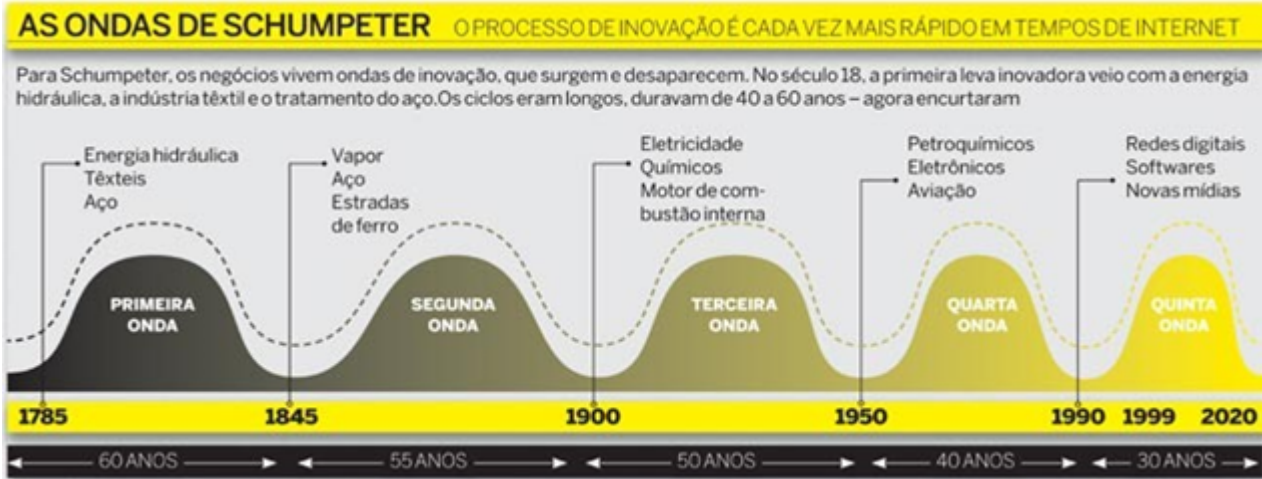 AS ONDAS DE SCHUMPETER O PROCESSO DE INOVAÇÃO É CADA VEZ MAIS RÁPIDO EM TEMPOS DE INTERNET
Para Schumpeter, os negócios vivem ondas de inovação, que surgem e desaparecem. No século 18, a primeira leva inovadora veio com a energia
hidráulica, a indústria têxtil e o tratamento do aço.Os ciclos eram longos, duravam de 40 a 60 anos – agora encurtaram
Energia hidráulica
Têxteis
Aço
Vapor
Aço
Estradas
de ferro
Eletricidade
Químicos
Motor de com-
bustão interna
Petroquímicos
Eletrônicos
Aviação
Redes digitais
Softwares
Novas mídias
PRIMEIRA
ONDA
SEGUNDA
ONDA
TERCEIRA
ONDA
QUARTA
ONDA
QUINTA
ONDA
1785 1845 1900 1950 1990 1999 2020
60 ANOS 55 ANOS 50 ANOS 40 ANOS 30 ANOS